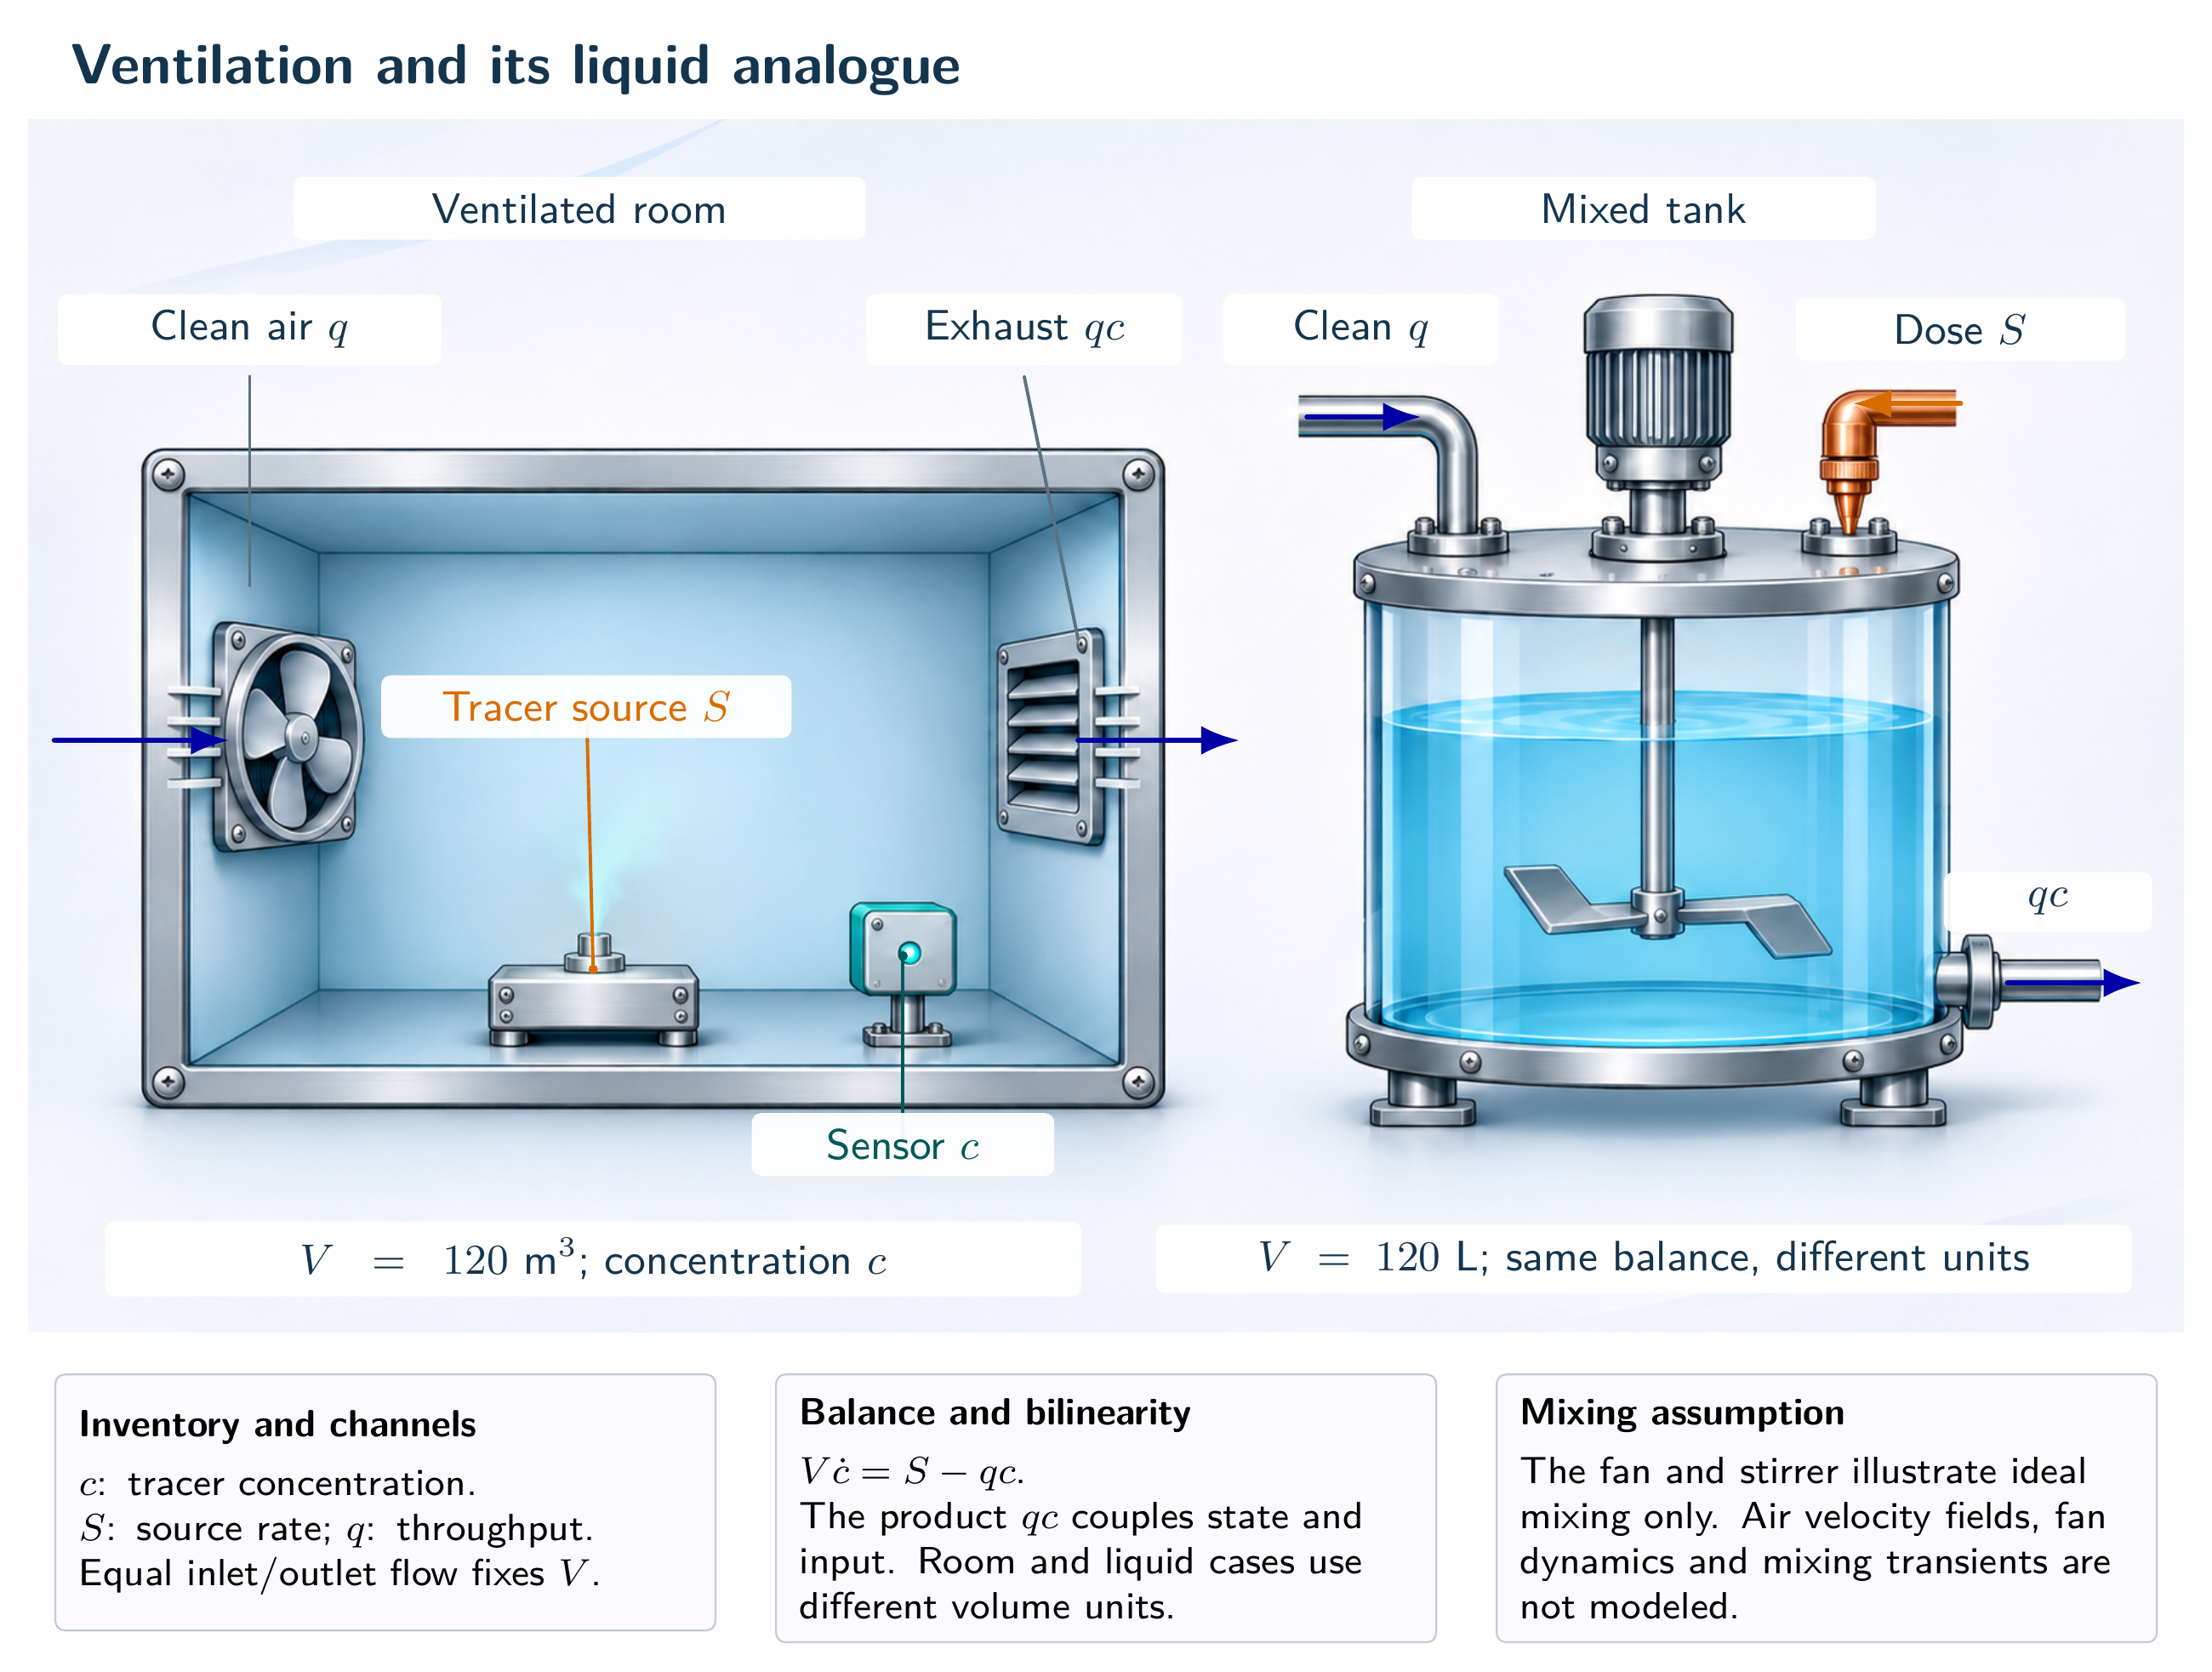 Ventilation and its liquid analogue
Ventilated room
Mixed tank
Clean air q
Exhaust qc
Clean q
Dose S
Tracer source S
qc
Sensor c
V = 120 m³; concentration c
V = 120 L; same balance, different units
Inventory and channels
c: tracer concentration.
S: source rate; q: throughput.
Equal inlet/outlet flow fixes V.
Balance and bilinearity
Vċ = S − qc.
The product qc couples state and
input. Room and liquid cases use
different volume units.
Mixing assumption
The fan and stirrer illustrate ideal
mixing only. Air velocity fields, fan
dynamics and mixing transients are
not modeled.